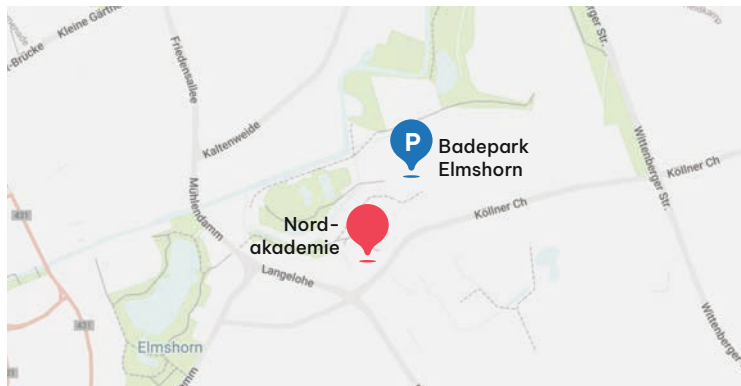 Kleine Gärtn
-Brücke
Friedensallee
Kaltenweide
Mühlendamm
P
Badepark
Elmshorn
Nord-
akademie
Langelohe
Köllner Ch
Köllner Ch
Wittenberger Str.
Wittenberger
berger Str.
431
431
Elmshorn